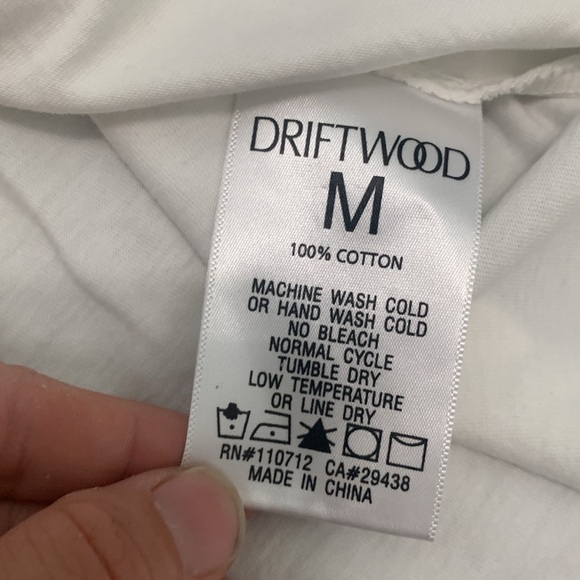 DRIFTWOOD
M
100% COTTON
MACHINE WASH COLD
OR HAND WASH COLD
NO BLEACH
NORMAL CYCLE
TUMBLE DRY
LOW TEMPERATURE
OR LINE DRY
RN#110712 CA#29438
MADE IN CHINA